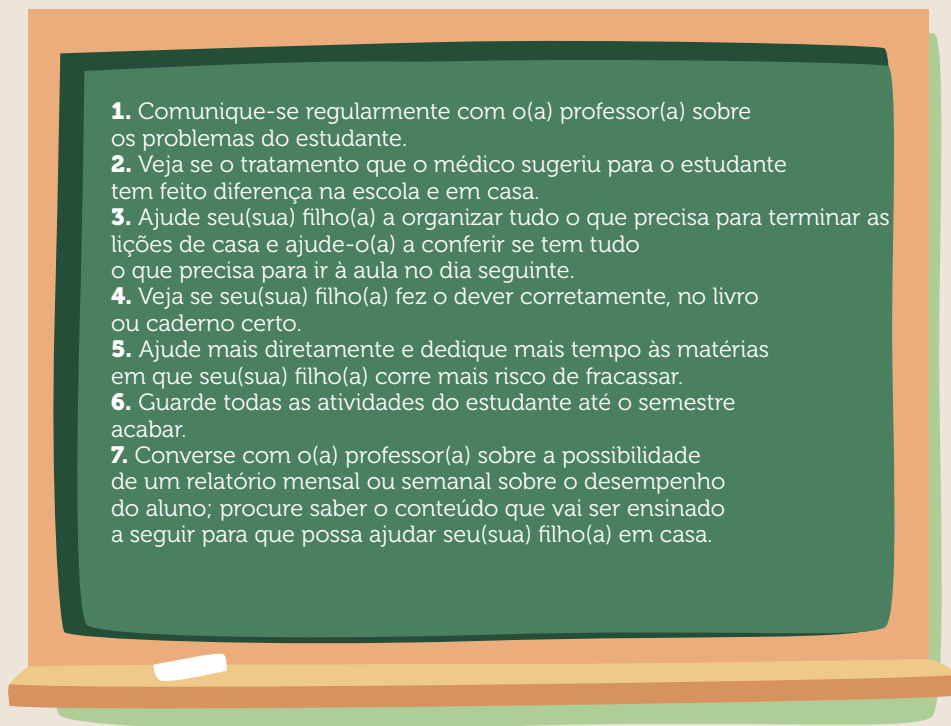 1. Comunique-se regularmente com o(a) professor(a) sobre
os problemas do estudante.
2. Veja se o tratamento que o médico sugeriu para o estudante
tem feito diferença na escola e em casa.
3. Ajude seu(sua) filho(a) a organizar tudo o que precisa para terminar as
lições de casa e ajude-o(a) a conferir se tem tudo
o que precisa para ir à aula no dia seguinte.
4. Veja se seu(sua) filho(a) fez o dever corretamente, no livro
ou caderno certo.
5. Ajude mais diretamente e dedique mais tempo às matérias
em que seu(sua) filho(a) corre mais risco de fracassar.
6. Guarde todas as atividades do estudante até o semestre
acabar.
7. Converse com o(a) professor(a) sobre a possibilidade
de um relatório mensal ou semanal sobre o desempenho
do aluno; procure saber o conteúdo que vai ser ensinado
a seguir para que possa ajudar seu(sua) filho(a) em casa.